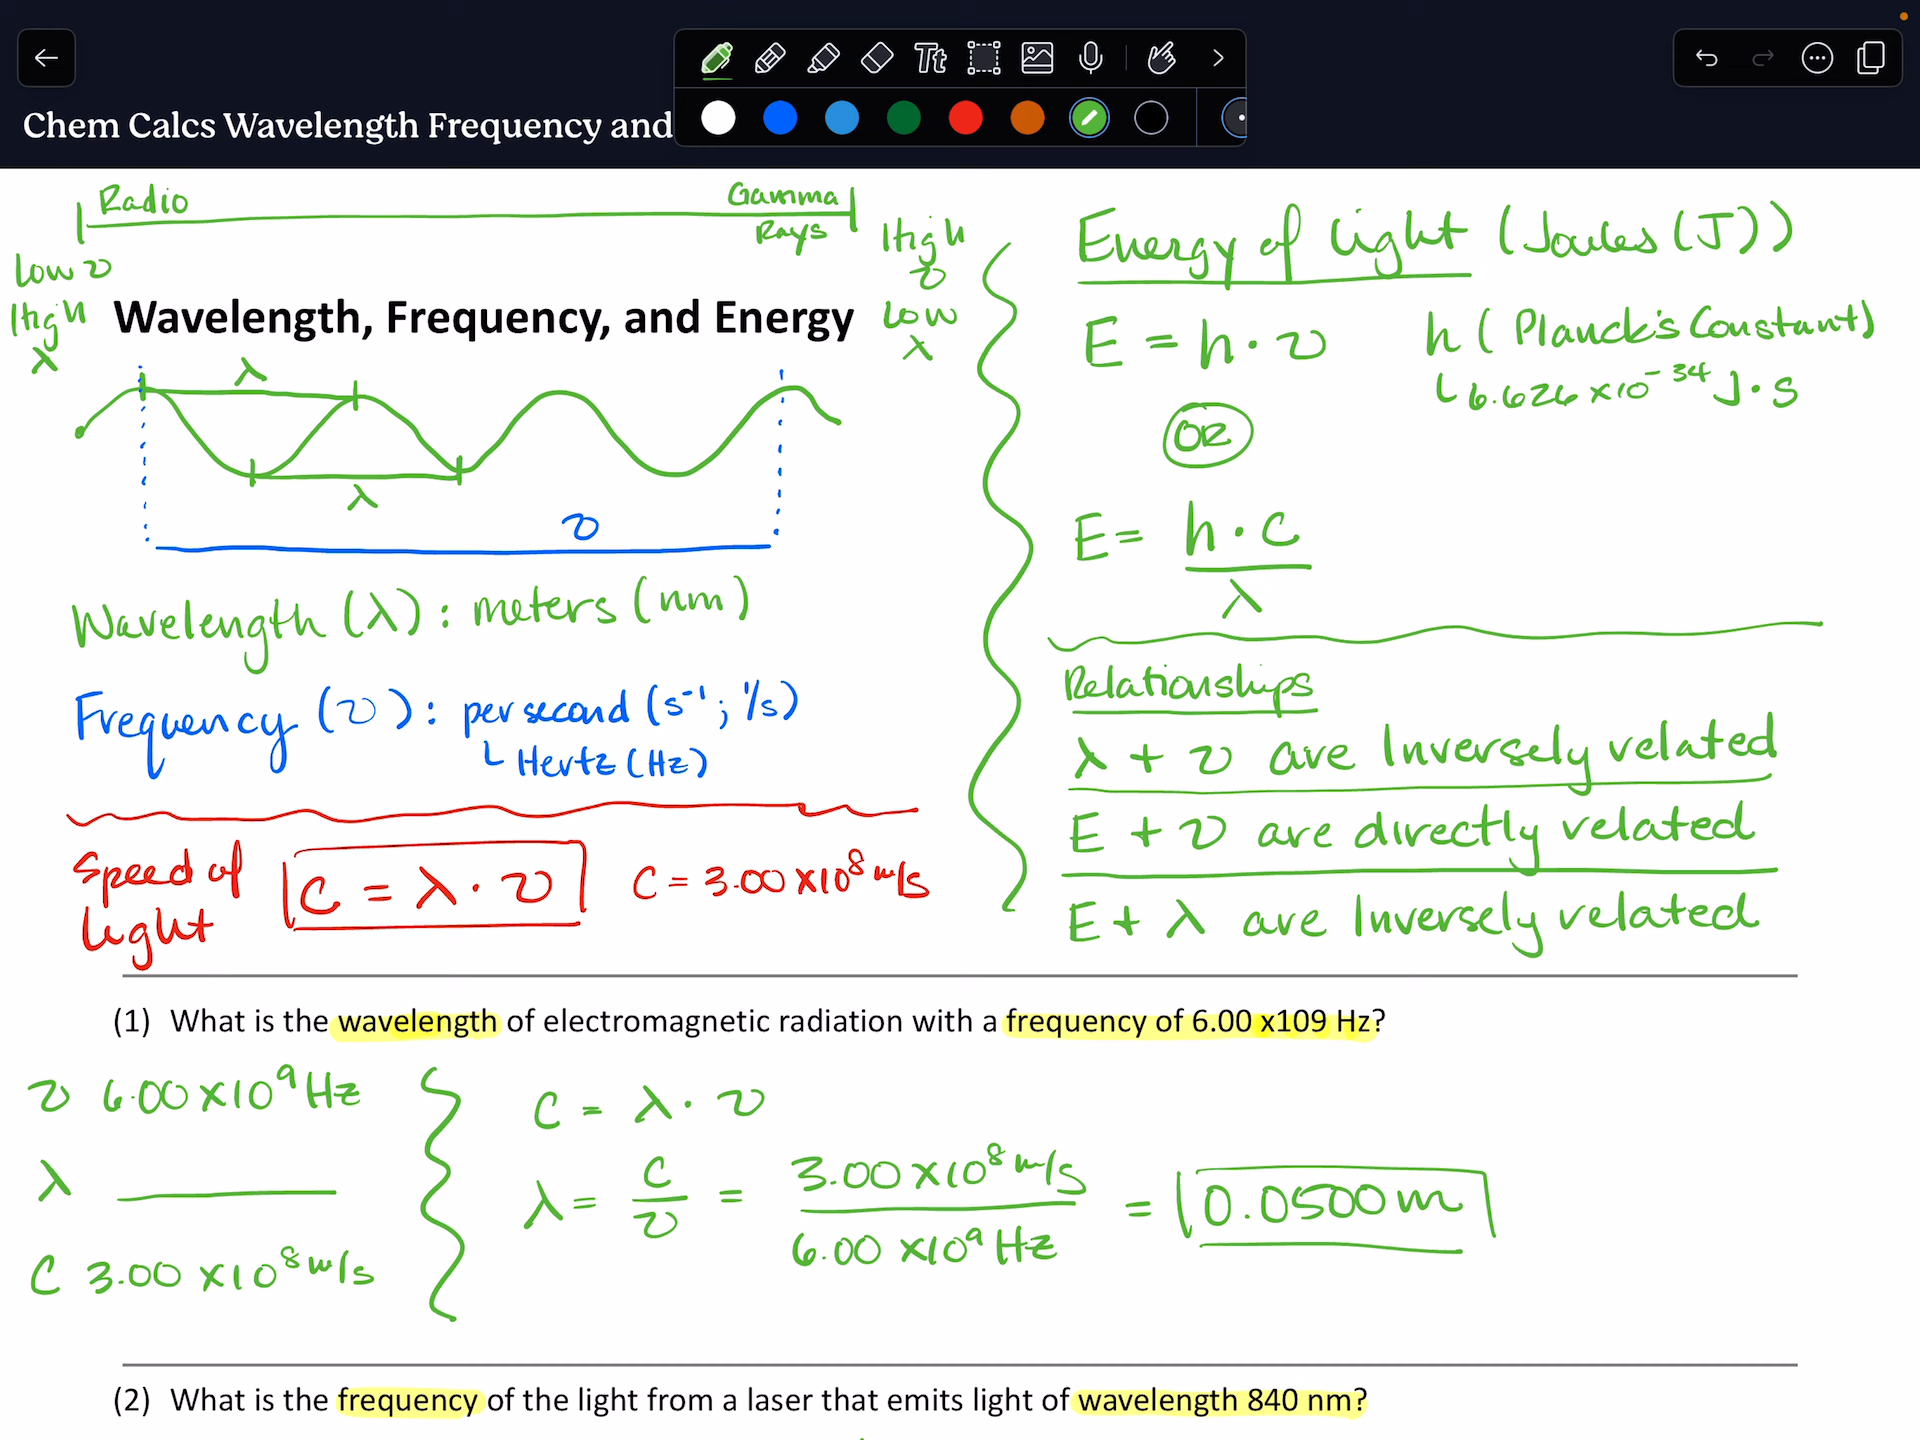 Tt
Chem Calcs Wavelength Frequency and
Radio
Gamma
Rays
Low ν
High
λ
High
ν
Low
λ
Wavelength, Frequency, and Energy
λ
λ
ν
Wavelength (λ) : meters (nm)
Frequency (ν) : per second (s⁻¹ ; 1/s)
└ Hertz (Hz)
Speed of
light
C = λ · ν
C = 3.00 x10⁸ m/s
Energy of light (Joules (J))
E = h · ν
h ( Planck's Constant)
└ 6.626 x10⁻³⁴ J · s
OR
E = h · c
λ
Relationships
λ + ν are Inversely related
E + ν are directly related
E + λ are Inversely related
(1) What is the wavelength of electromagnetic radiation with a frequency of 6.00 x109 Hz?
ν 6.00 x10⁹ Hz
λ
C 3.00 x10⁸ m/s
C = λ · ν
λ = C/ν = 3.00 x10⁸ m/s / 6.00 x10⁹ Hz = 0.0500 m
(2) What is the frequency of the light from a laser that emits light of wavelength 840 nm?